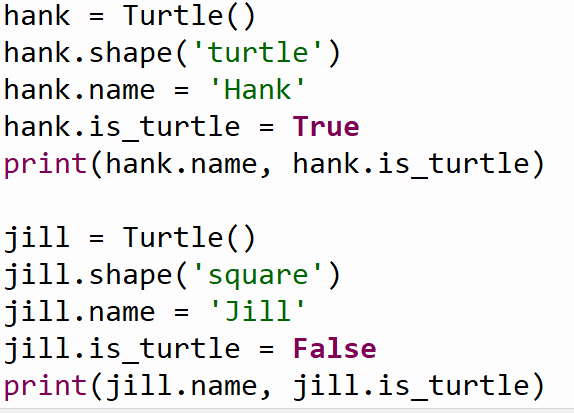 hank = Turtle()
hank.shape('turtle')
hank.name = 'Hank'
hank.is_turtle = True
print(hank.name, hank.is_turtle)

jill = Turtle()
jill.shape('square')
jill.name = 'Jill'
jill.is_turtle = False
print(jill.name, jill.is_turtle)